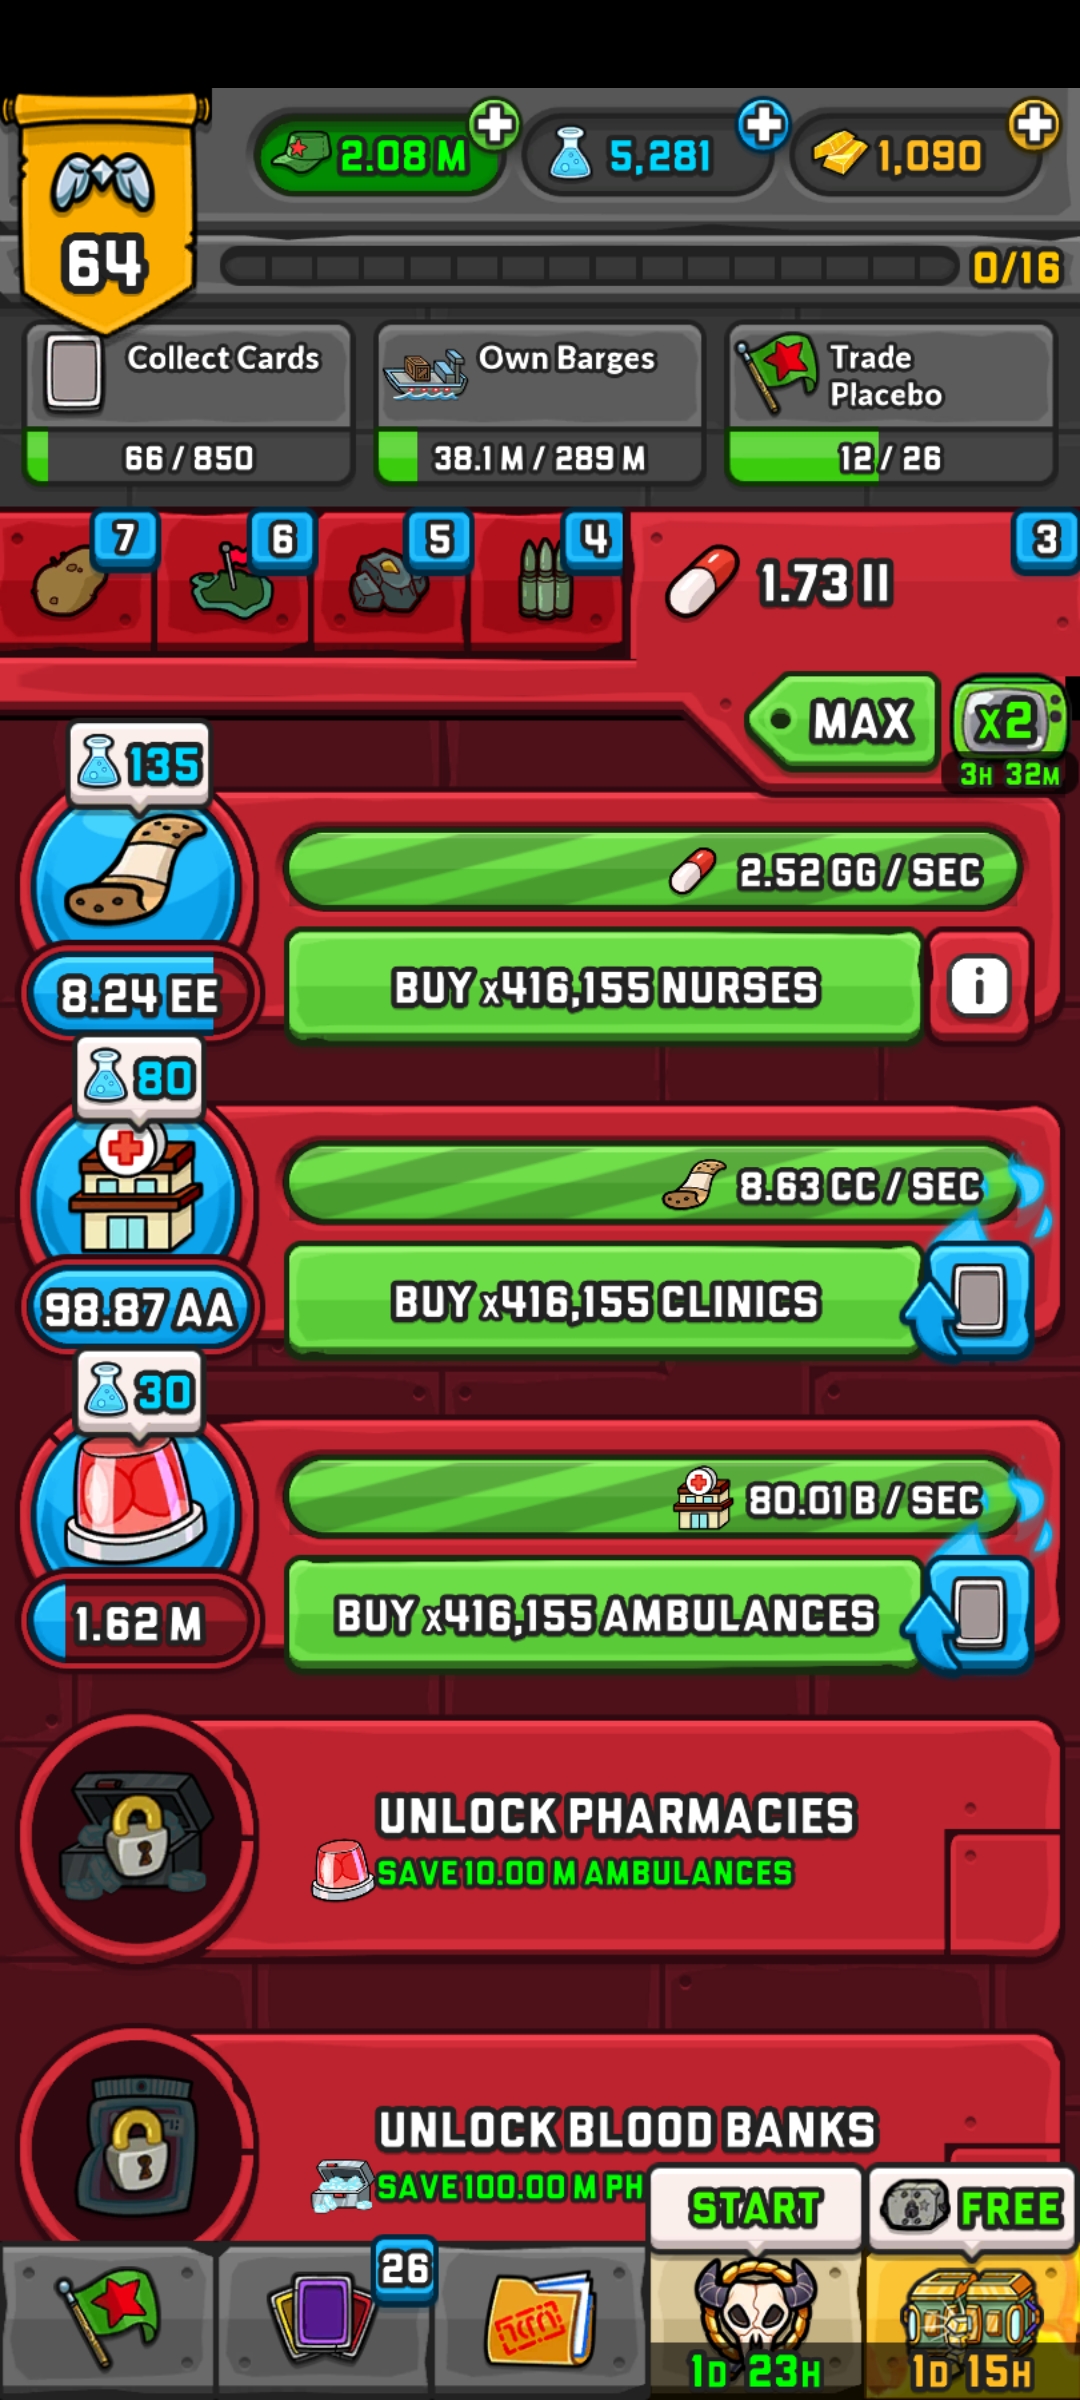 64
2.08 M
5,281
1,090
0/16
Collect Cards
66 / 850
Own Barges
38.1 M / 289 M
Trade
Placebo
12 / 26
7
6
5
4
3
1.73 II
MAX
x2
3H 32M
135
2.52 GG / SEC
8.24 EE
BUY x416,155 NURSES
i
80
8.63 CC / SEC
98.87 AA
BUY x416,155 CLINICS
30
80.01 B / SEC
1.62 M
BUY x416,155 AMBULANCES
UNLOCK PHARMACIES
SAVE 10.00 M AMBULANCES
UNLOCK BLOOD BANKS
SAVE 100.00 M PH
START
FREE
26
1D 23H
1D 15H